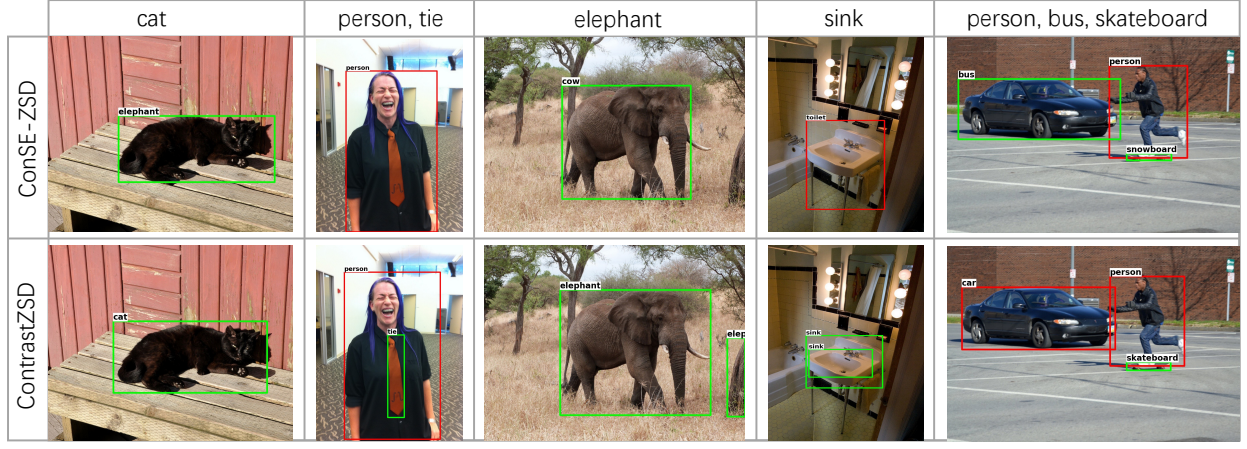 cat
person, tie
elephant
sink
person, bus, skateboard
ConSE-ZSD
elephant
person
cow
toilet
bus
person
snowboard
ContrastZSD
cat
person
tie
elephant
elep
sink
sink
car
person
skateboard